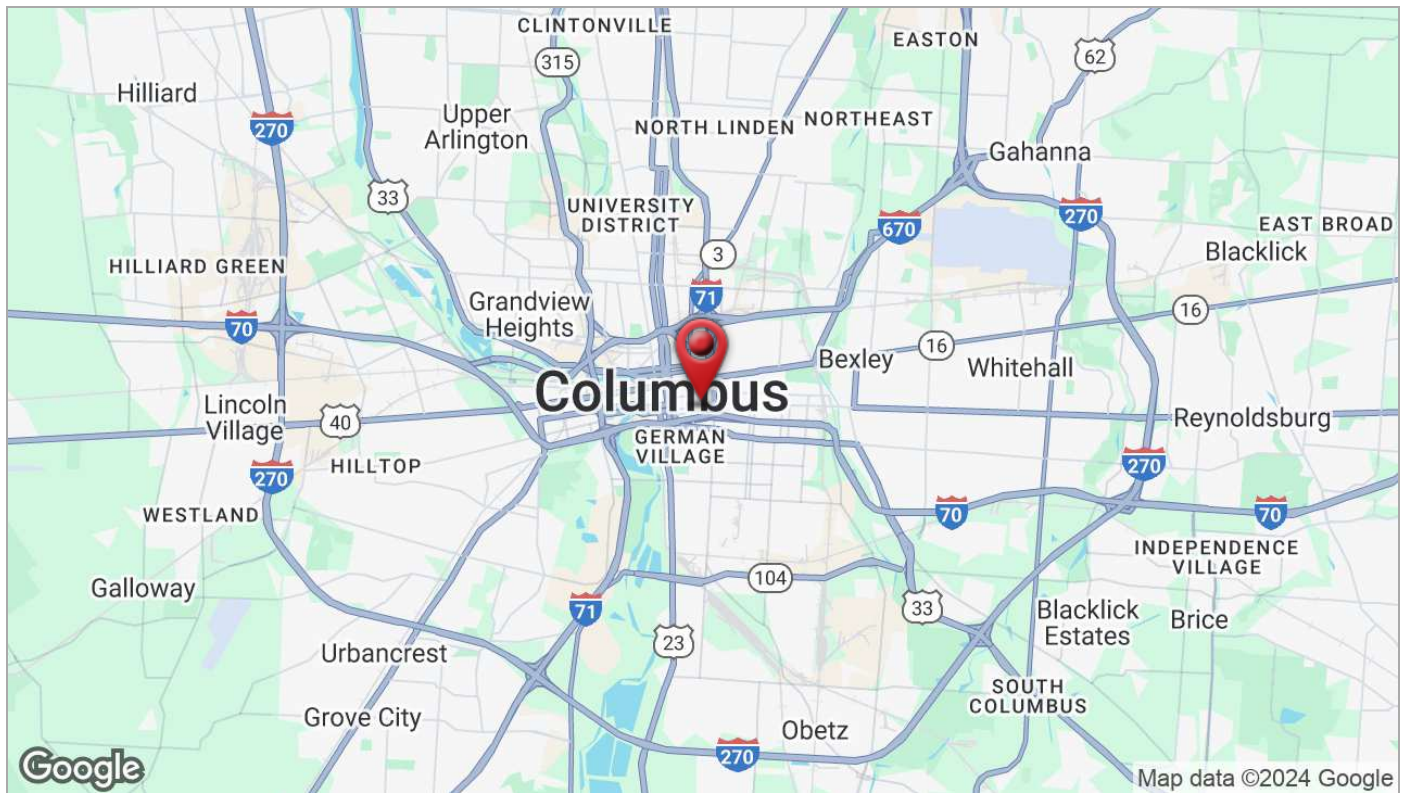 CLINTONVILLE
EASTON
315
62
Hilliard
Upper
Arlington
270
NORTH LINDEN
NORTHEAST
Gahanna
33
UNIVERSITY
DISTRICT
670
270
EAST BROAD
Blacklick
3
HILLIARD GREEN
71
Grandview
Heights
70
16
16
Bexley
Whitehall
Columbus
Lincoln
Village
40
Reynoldsburg
GERMAN
VILLAGE
HILLTOP
270
270
WESTLAND
70
70
INDEPENDENCE
VILLAGE
104
Galloway
71
33
Blacklick
Estates
Brice
23
Urbancrest
SOUTH
COLUMBUS
Grove City
Obetz
270
Google
Map data ©2024 Google